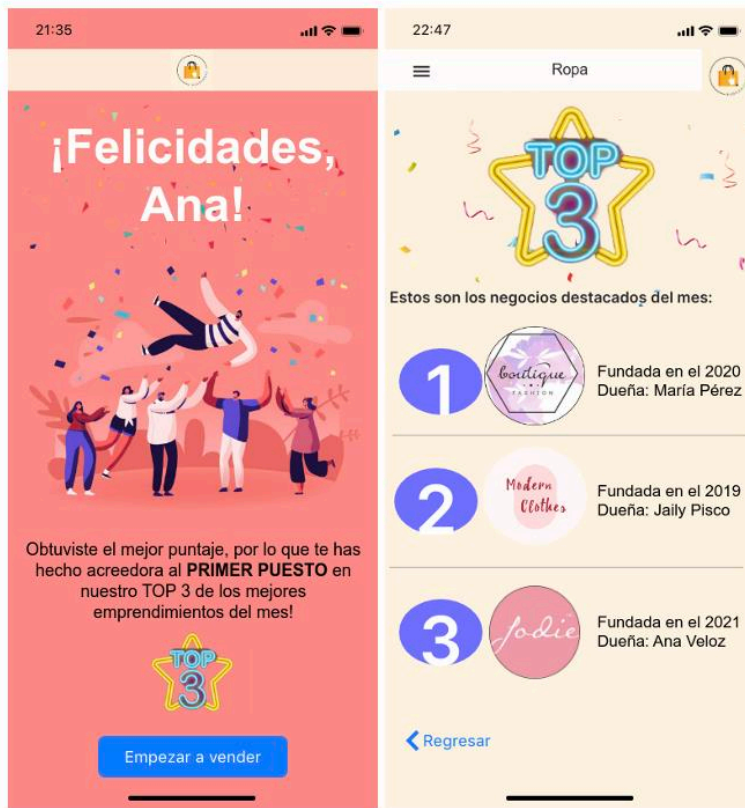 21:35
¡Felicidades,
Ana!
Obtuviste el mejor puntaje, por lo que te has
hecho acreedora al PRIMER PUESTO en
nuestro TOP 3 de los mejores
emprendimientos del mes!
TOP
3
Empezar a vender
22:47
Ropa
TOP
3
Estos son los negocios destacados del mes:
1
boutique
FASHION
Fundada en el 2020
Dueña: María Pérez
2
Modern
Clothes
Fundada en el 2019
Dueña: Jaily Pisco
3
Jodie
Fundada en el 2021
Dueña: Ana Veloz
Regresar